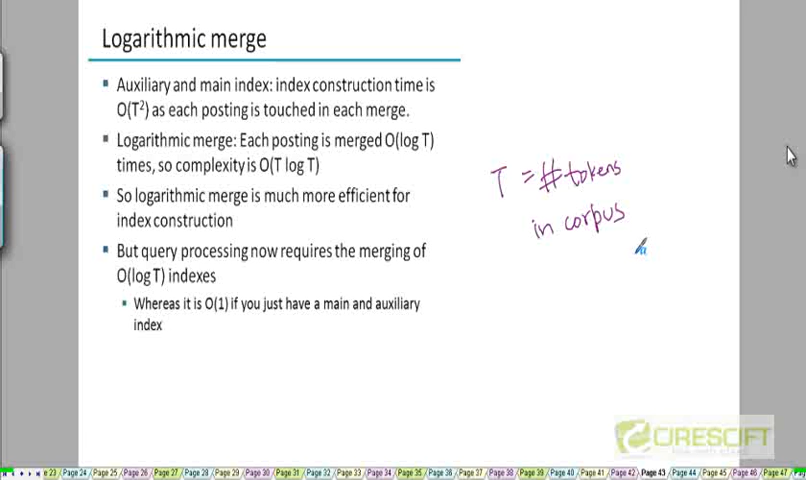 Logarithmic merge
Auxiliary and main index: index construction time is
O(T²) as each posting is touched in each merge.
Logarithmic merge: Each posting is merged O(log T)
times, so complexity is O(T log T)
So logarithmic merge is much more efficient for
index construction
But query processing now requires the merging of
O(log T) indexes
Whereas it is O(1) if you just have a main and auxiliary
index
T = #tokens
in corpus
e 23 Page 24 Page 25 Page 26 Page 27 Page 28 Page 29 Page 30 Page 31 Page 32 Page 33 Page 34 Page 35 Page 36 Page 37 Page 38 Page 39 Page 40 Page 41 Page 42 Page 43 Page 44 Page 45 Page 46 Page 47